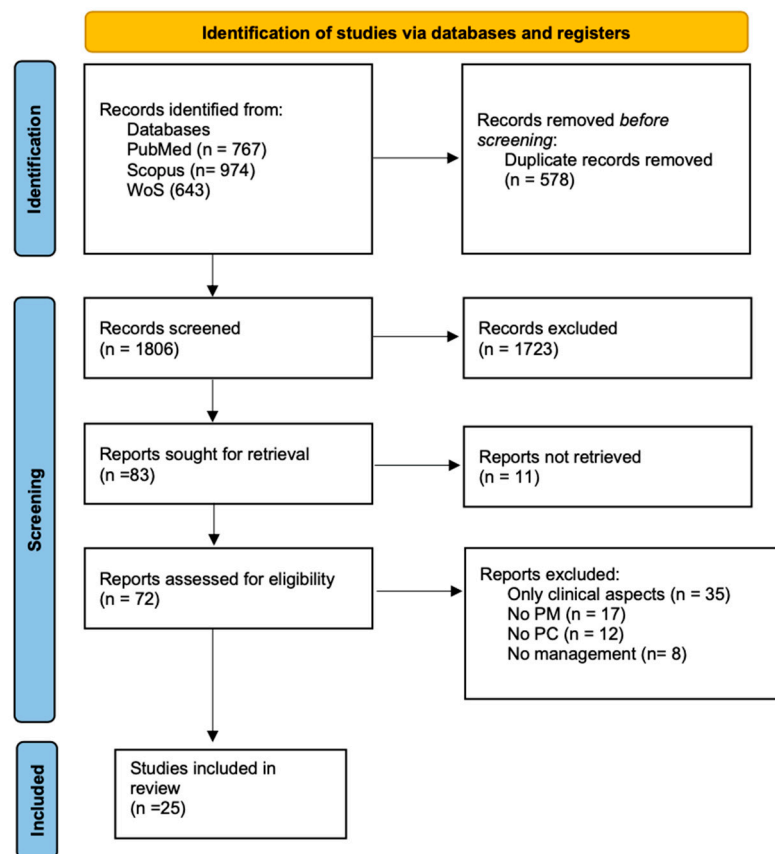 Identification of studies via databases and registers
Identification
Records identified from:
Databases
PubMed (n = 767)
Scopus (n= 974)
WoS (643)
Records removed before
screening:
Duplicate records removed
(n = 578)
Screening
Records screened
(n = 1806)
Records excluded
(n = 1723)
Reports sought for retrieval
(n =83)
Reports not retrieved
(n = 11)
Reports assessed for eligibility
(n = 72)
Reports excluded:
Only clinical aspects (n = 35)
No PM (n = 17)
No PC (n = 12)
No management (n= 8)
Included
Studies included in
review
(n =25)